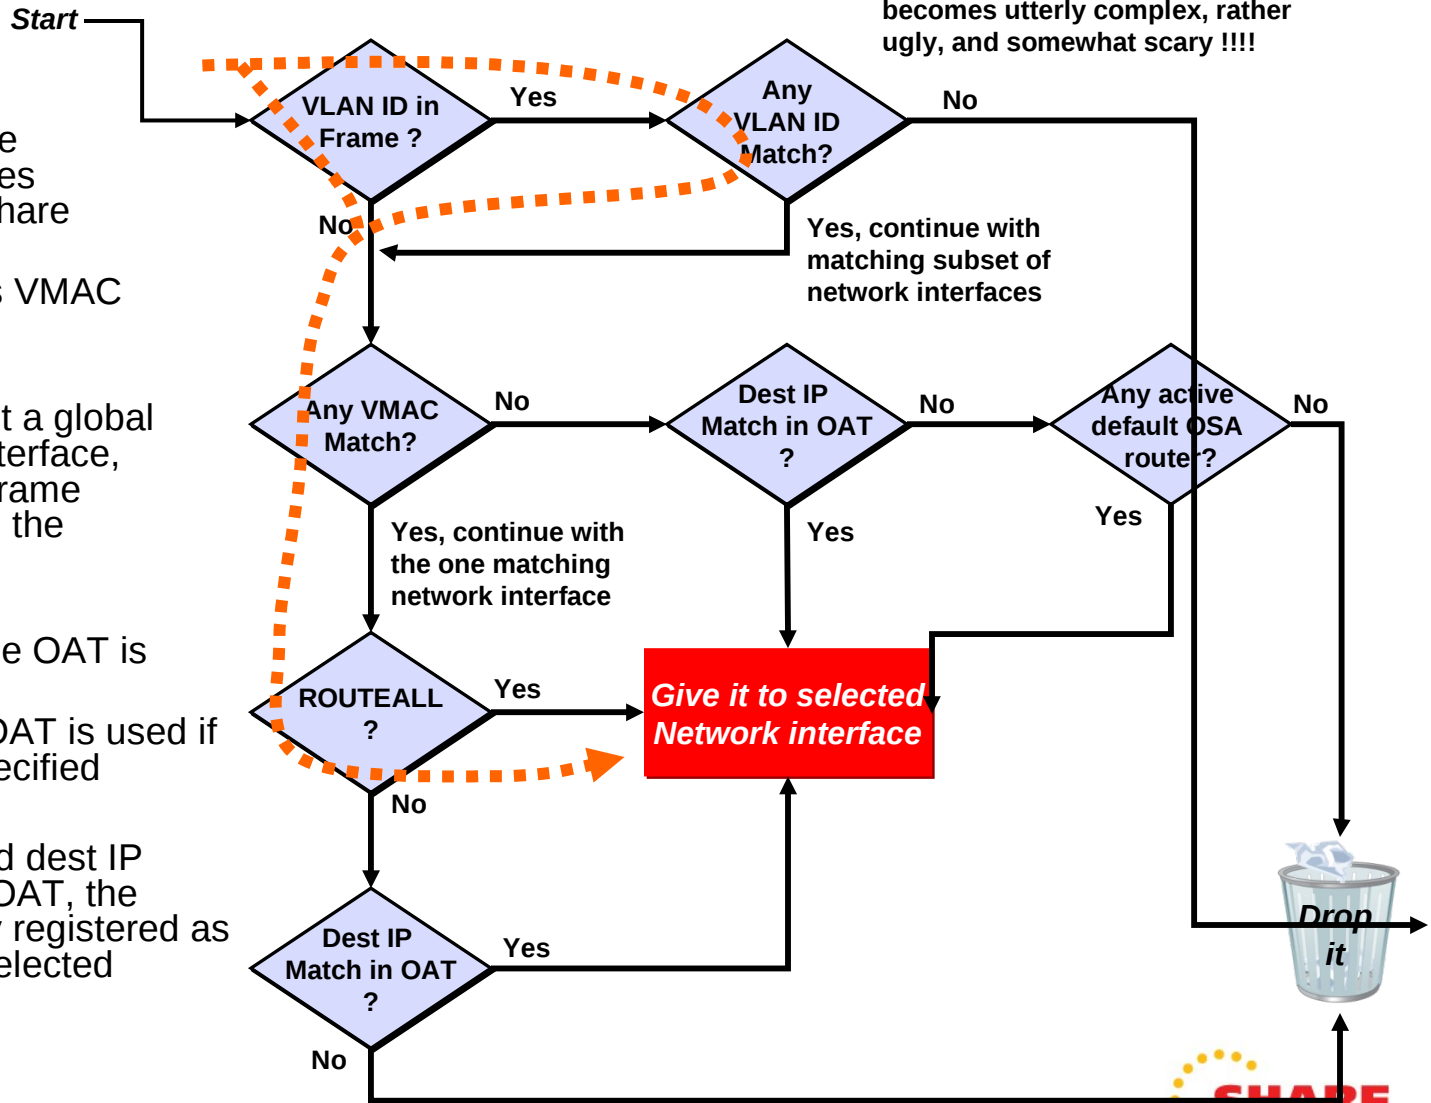 Start
becomes utterly complex, rather
ugly, and somewhat scary !!!!
VLAN ID in
Frame ?
Yes
Any
VLAN ID
Match?
No
e
es
hare
No
Yes, continue with
matching subset of
network interfaces
s VMAC
Any VMAC
Match?
No
Dest IP
Match in OAT
?
No
Any active
default OSA
router?
No
t a global
terface,
rame
the
Yes, continue with
the one matching
network interface
Yes
Yes
e OAT is
OAT is used if
ecified
ROUTEALL
?
Yes
Give it to selected
Network interface
No
d dest IP
OAT, the
y registered as
elected
Dest IP
Match in OAT
?
Yes
Drop
it
No
SHARE